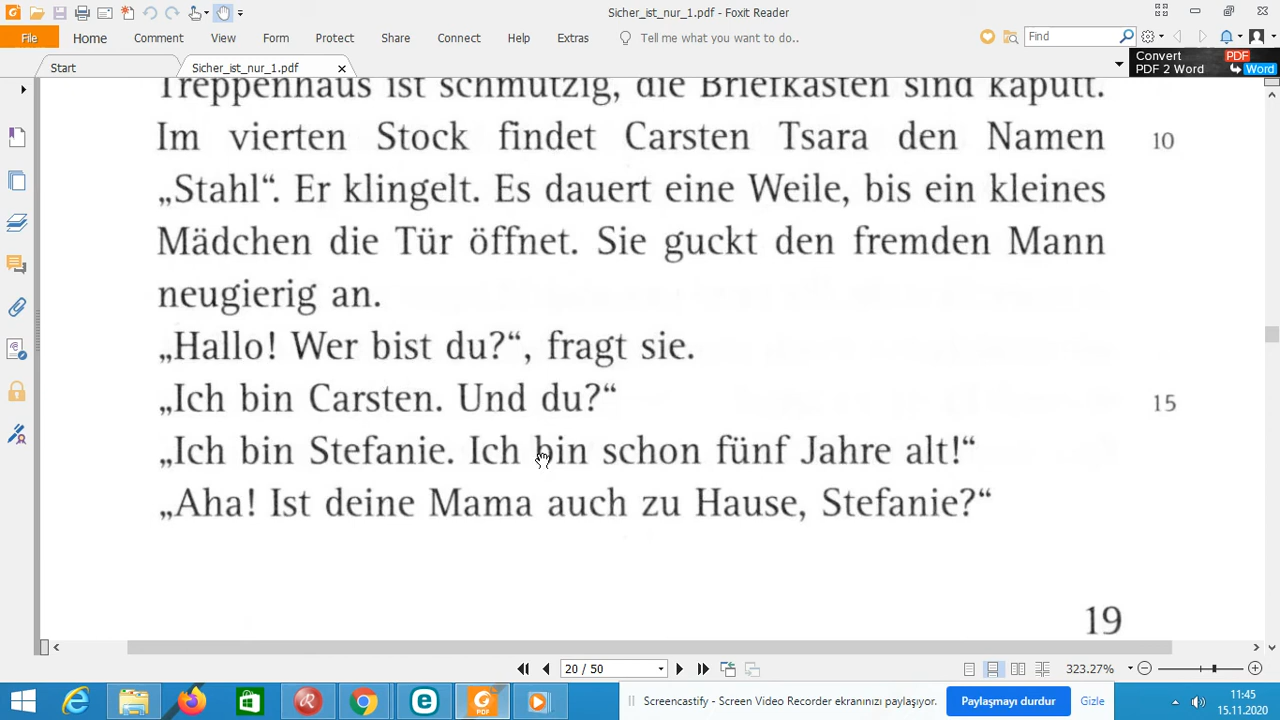 Sicher_ist_nur_1.pdf - Foxit Reader
File Home Comment View Form Protect Share Connect Help Extras Tell me what you want to do.. Find
Start Sicher_ist_nur_1.pdf
Convert PDF
PDF 2 Word Word
Treppenhaus ist schmutzig, die Briefkästen sind kaputt.
Im vierten Stock findet Carsten Tsara den Namen 10
„Stahl“. Er klingelt. Es dauert eine Weile, bis ein kleines
Mädchen die Tür öffnet. Sie guckt den fremden Mann
neugierig an.
„Hallo! Wer bist du?“, fragt sie.
„Ich bin Carsten. Und du?“ 15
„Ich bin Stefanie. Ich bin schon fünf Jahre alt!“
„Aha! Ist deine Mama auch zu Hause, Stefanie?“
19
20 / 50 323.27%
Screencastify - Screen Video Recorder ekranınızı paylaşıyor. Paylaşmayı durdur Gizle
11:45
15.11.2020